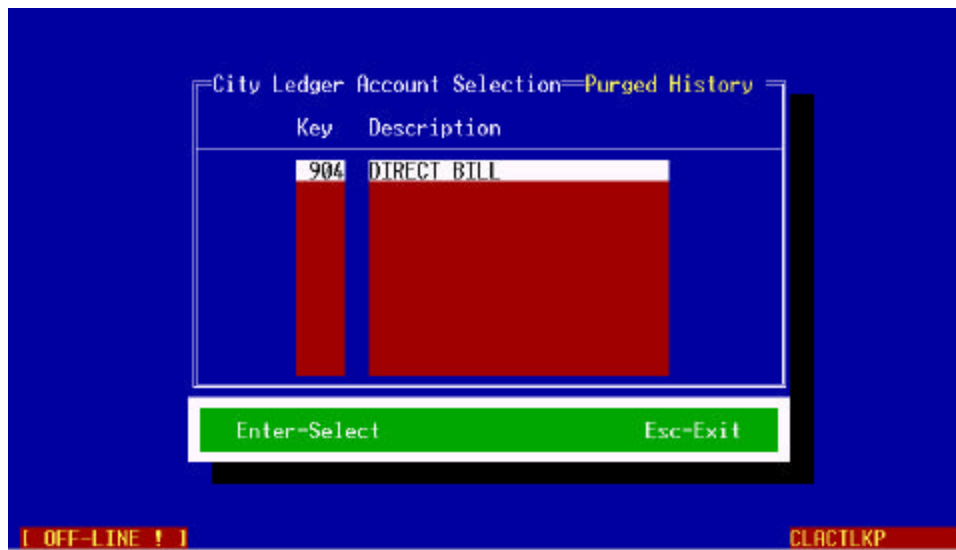 City Ledger Account Selection Purged History
Key Description
904 DIRECT BILL
Enter-Select Esc-Exit
[ OFF-LINE ! ] CLACTLKP